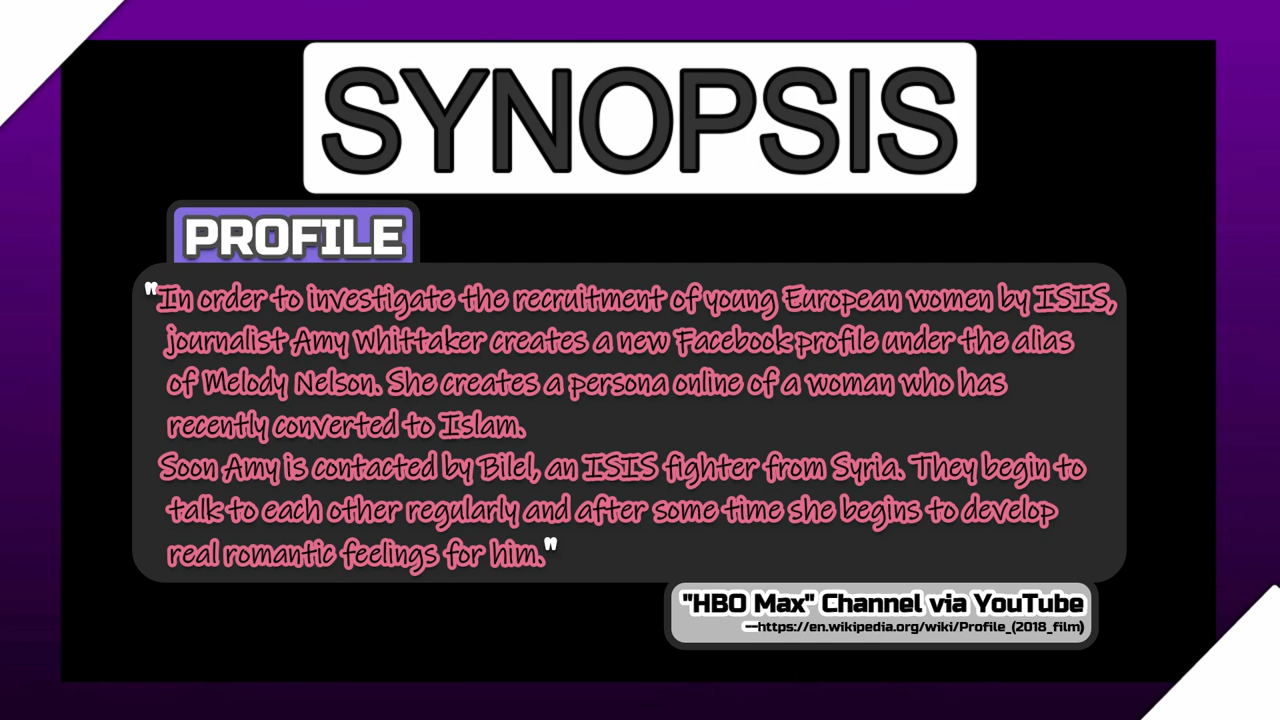 SYNOPSIS
PROFILE
"In order to investigate the recruitment of young European women by ISIS,
journalist Amy Whittaker creates a new Facebook profile under the alias
of Melody Nelson. She creates a persona online of a woman who has
recently converted to Islam.
Soon Amy is contacted by Bilel, an ISIS fighter from Syria. They begin to
talk to each other regularly and after some time she begins to develop
real romantic feelings for him."
"HBO Max" Channel via YouTube
--https://en.wikipedia.org/wiki/Profile_(2018_film)